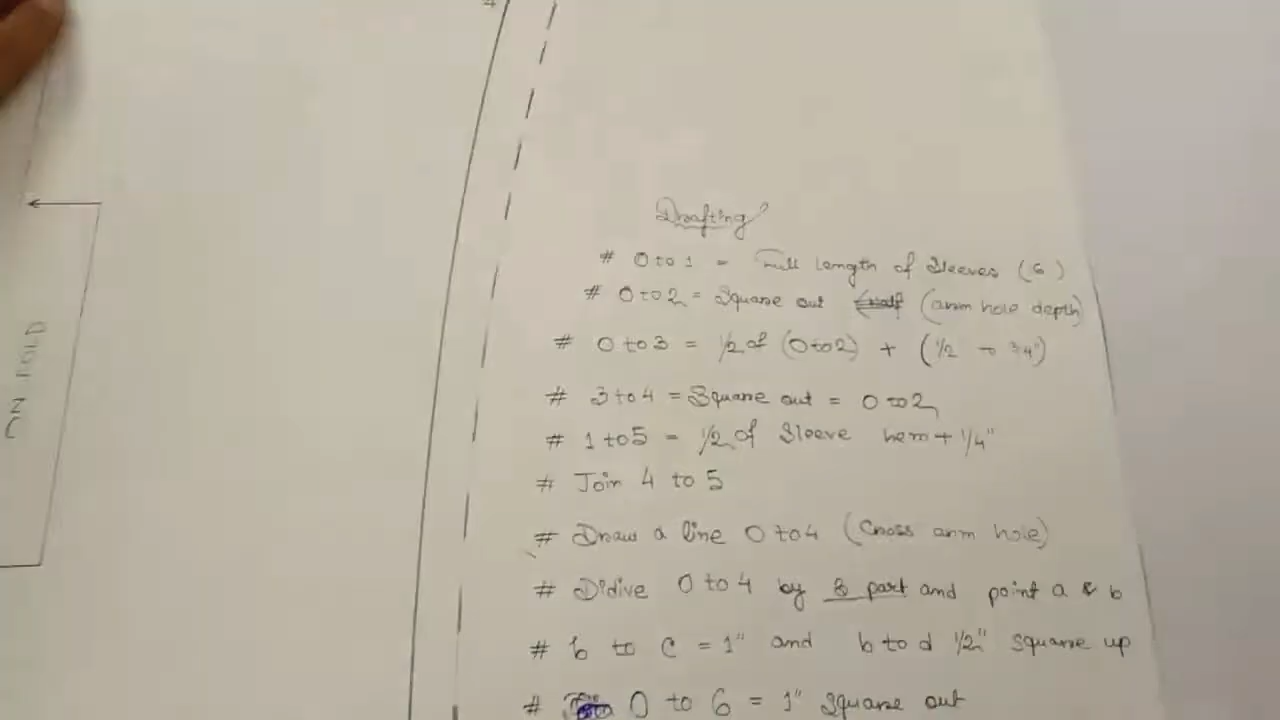 Drafting
# 0 to 1 = Full length of Sleeves (6)
# 0 to 2 = Square out (arm hole depth)
# 0 to 3 = 1/2 of (0 to 2) + (1/2 → 3/4")
# 3 to 4 = Square out = 0 to 2
# 1 to 5 = 1/2 of Sleeve hem + 1/4"
# Join 4 to 5
# Draw a line 0 to 4 (Cross arm hole)
# Didive 0 to 4 by 3 part and point a & b
# b to c = 1" and b to d 1/2" square up
# 0 to 6 = 1" Square out
ON FOLD